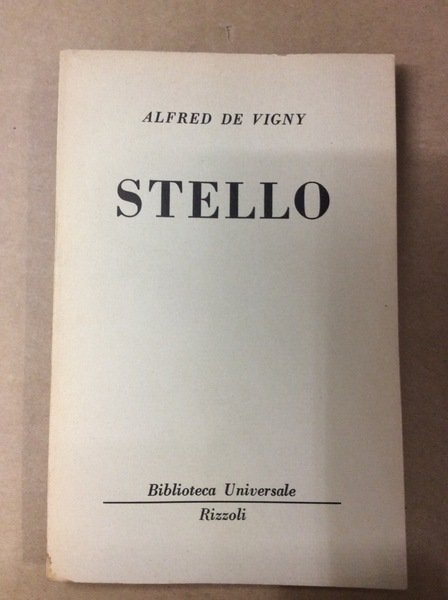 ALFRED DE VIGNY
STELLO
Biblioteca Universale
Rizzoli